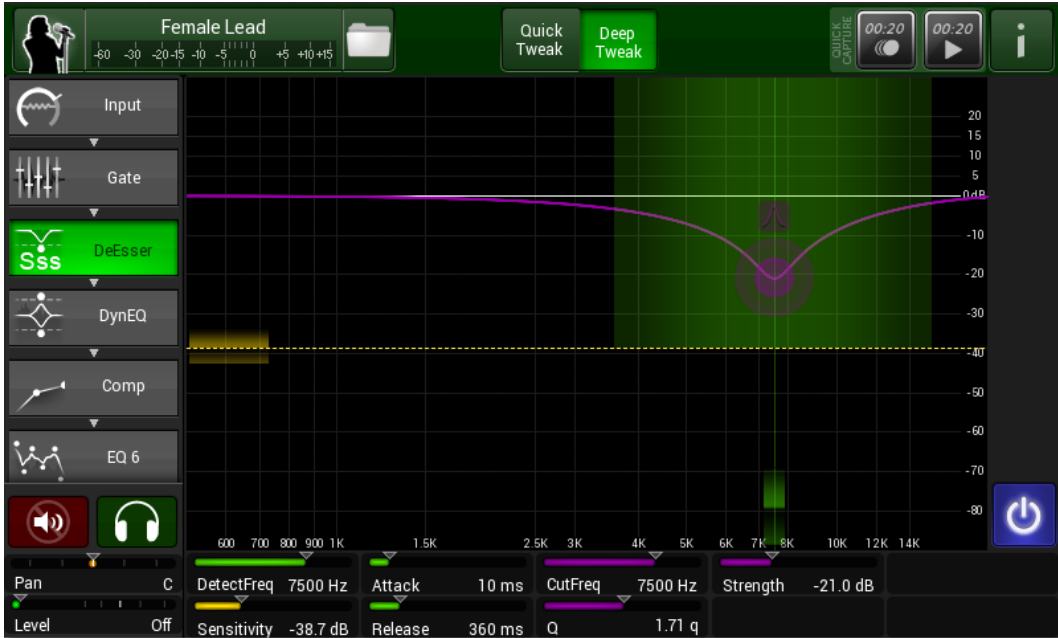 Female Lead
-60 -30 -20-15 -10 -5 0 +5 +10+15
Quick
Tweak
Deep
Tweak
QUICK
CAPTURE
00:20
00:20
i
Input
Gate
Sss
DeEsser
DynEQ
Comp
EQ 6
20
15
10
5
0dB
-10
-20
-30
-40
-50
-60
-70
-80
600 700 800 900 1K 1.5K 2.5K 3K 4K 5K 6K 7K 8K 10K 12K 14K
Pan C
DetectFreq 7500 Hz
Attack 10 ms
CutFreq 7500 Hz
Strength -21.0 dB
Level Off
Sensitivity -38.7 dB
Release 360 ms
Q 1.71 q